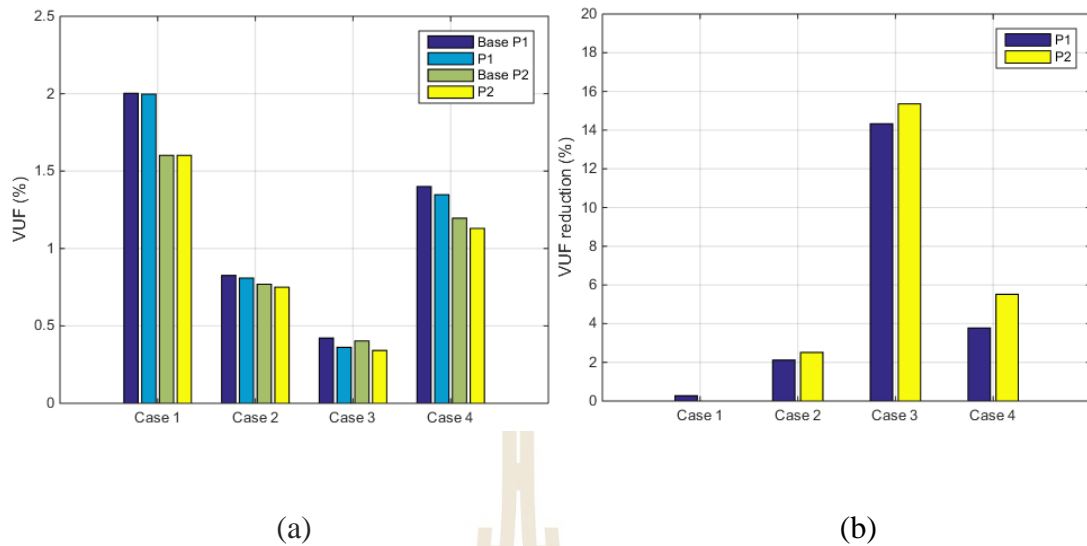 2.5
2
1.5
1
0.5
0
VUF (%)
Base P1
P1
Base P2
P2
Case 1 Case 2 Case 3 Case 4
(a)
20
18
16
14
12
10
8
6
4
2
0
VUF reduction (%)
P1
P2
Case 1 Case 2 Case 3 Case 4
(b)